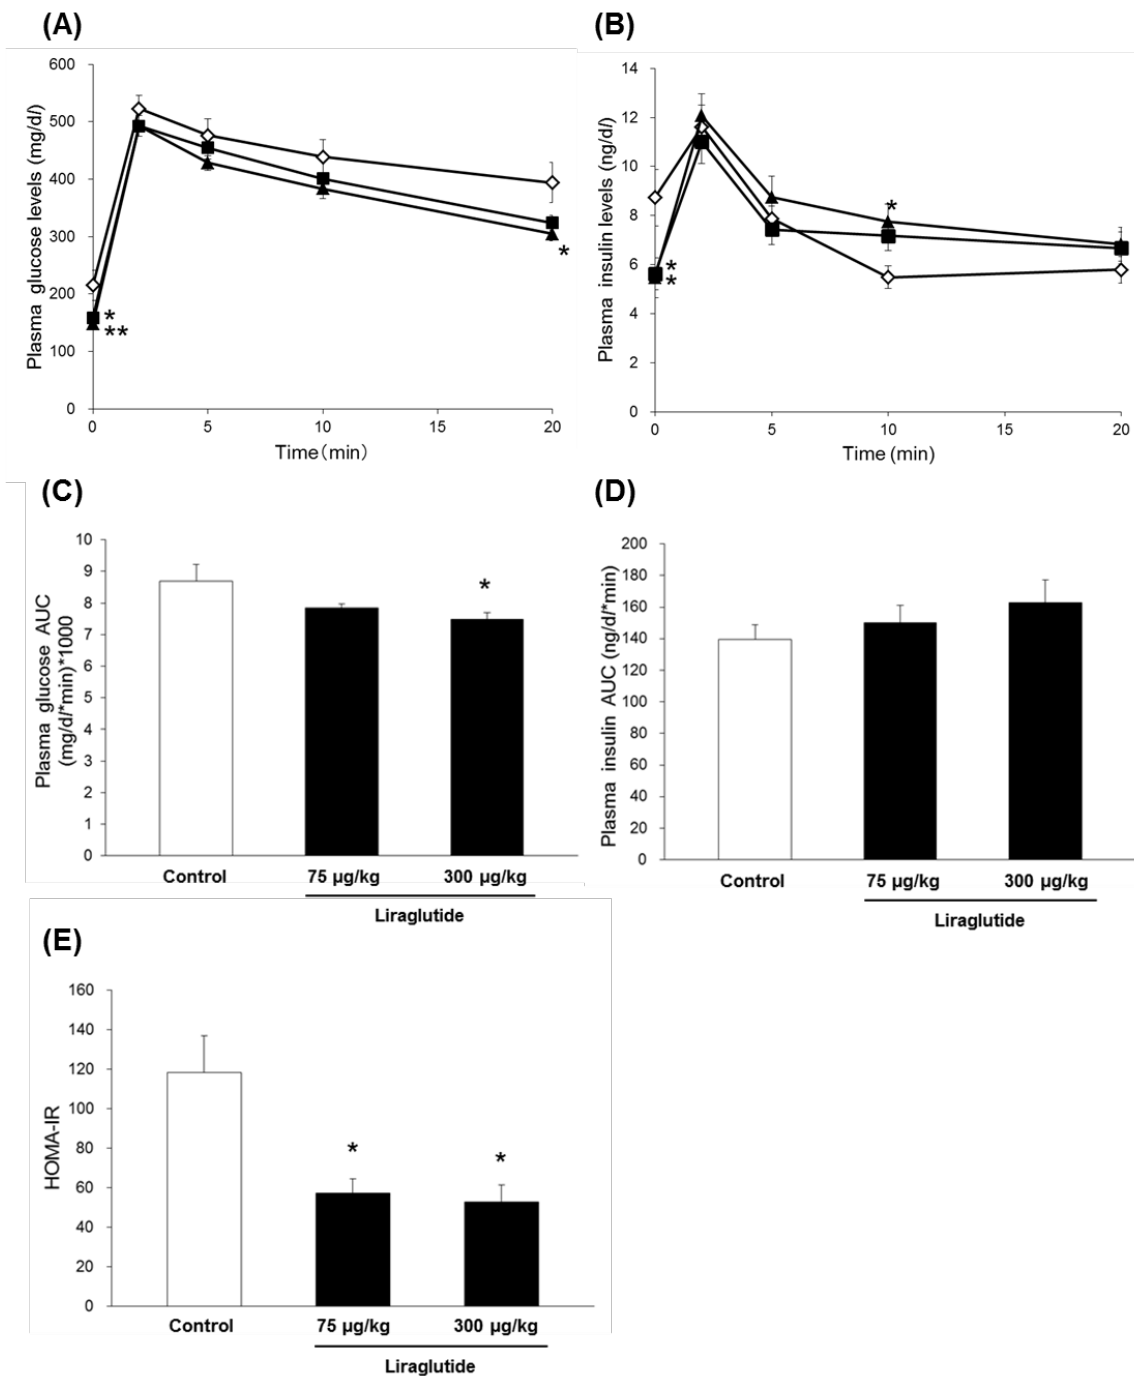 (A)
Plasma glucose levels (mg/dl)
600
500
400
300
200
100
0
*
**
*
0
5
10
15
20
Time (min)
(B)
Plasma insulin levels (ng/dl)
14
12
10
8
6
4
2
0
*
*
*
0
5
10
15
20
Time (min)
(C)
Plasma glucose AUC
(mg/dl*min)*1000
10
9
8
7
6
5
4
3
2
1
0
*
Control
75 µg/kg
300 µg/kg
Liraglutide
(D)
Plasma insulin AUC (ng/dl*min)
200
180
160
140
120
100
80
60
40
20
0
Control
75 µg/kg
300 µg/kg
Liraglutide
(E)
HOMA-IR
160
140
120
100
80
60
40
20
0
*
*
Control
75 µg/kg
300 µg/kg
Liraglutide